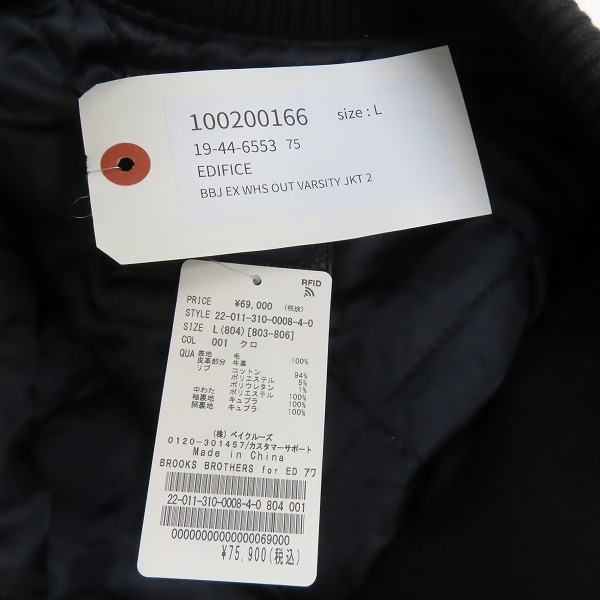 100200166 size : L
19-44-6553 75
EDIFICE
BBJ EX WHS OUT VARSITY JKT 2
RFID
PRICE ¥69,000 (税抜)
STYLE 22-011-310-0008-4-0
SIZE L(804)[803-806]
COL 001 クロ
QUA 表地 毛 100%
皮革部分 牛革
リブ コットン 94%
ポリエステル 5%
ポリウレタン 1%
中わた ポリエステル 100%
袖裏地 キュプラ 100%
胴裏地 キュプラ 100%
(株) ベイクルーズ
0120-301457/カスタマーサポート
Made in China
BROOKS BROTHERS for ED アワ
22-011-310-0008-4-0 804 001
00000000000000069000
¥75,900(税込)